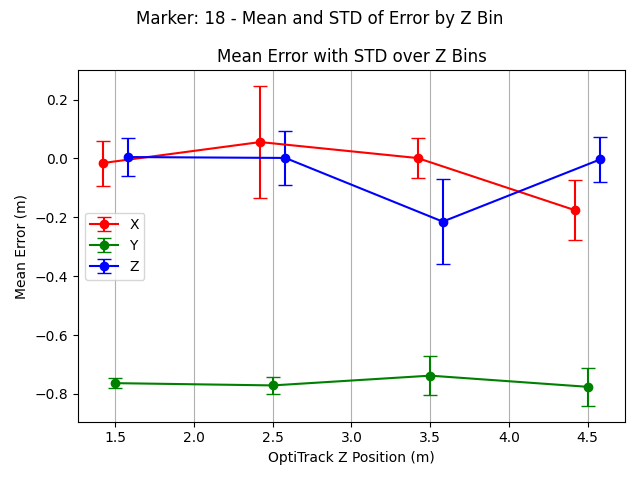 Marker: 18 - Mean and STD of Error by Z Bin
Mean Error with STD over Z Bins
0.2
0.0
−0.2
−0.4
−0.6
−0.8
Mean Error (m)
X
Y
Z
1.5 2.0 2.5 3.0 3.5 4.0 4.5
OptiTrack Z Position (m)